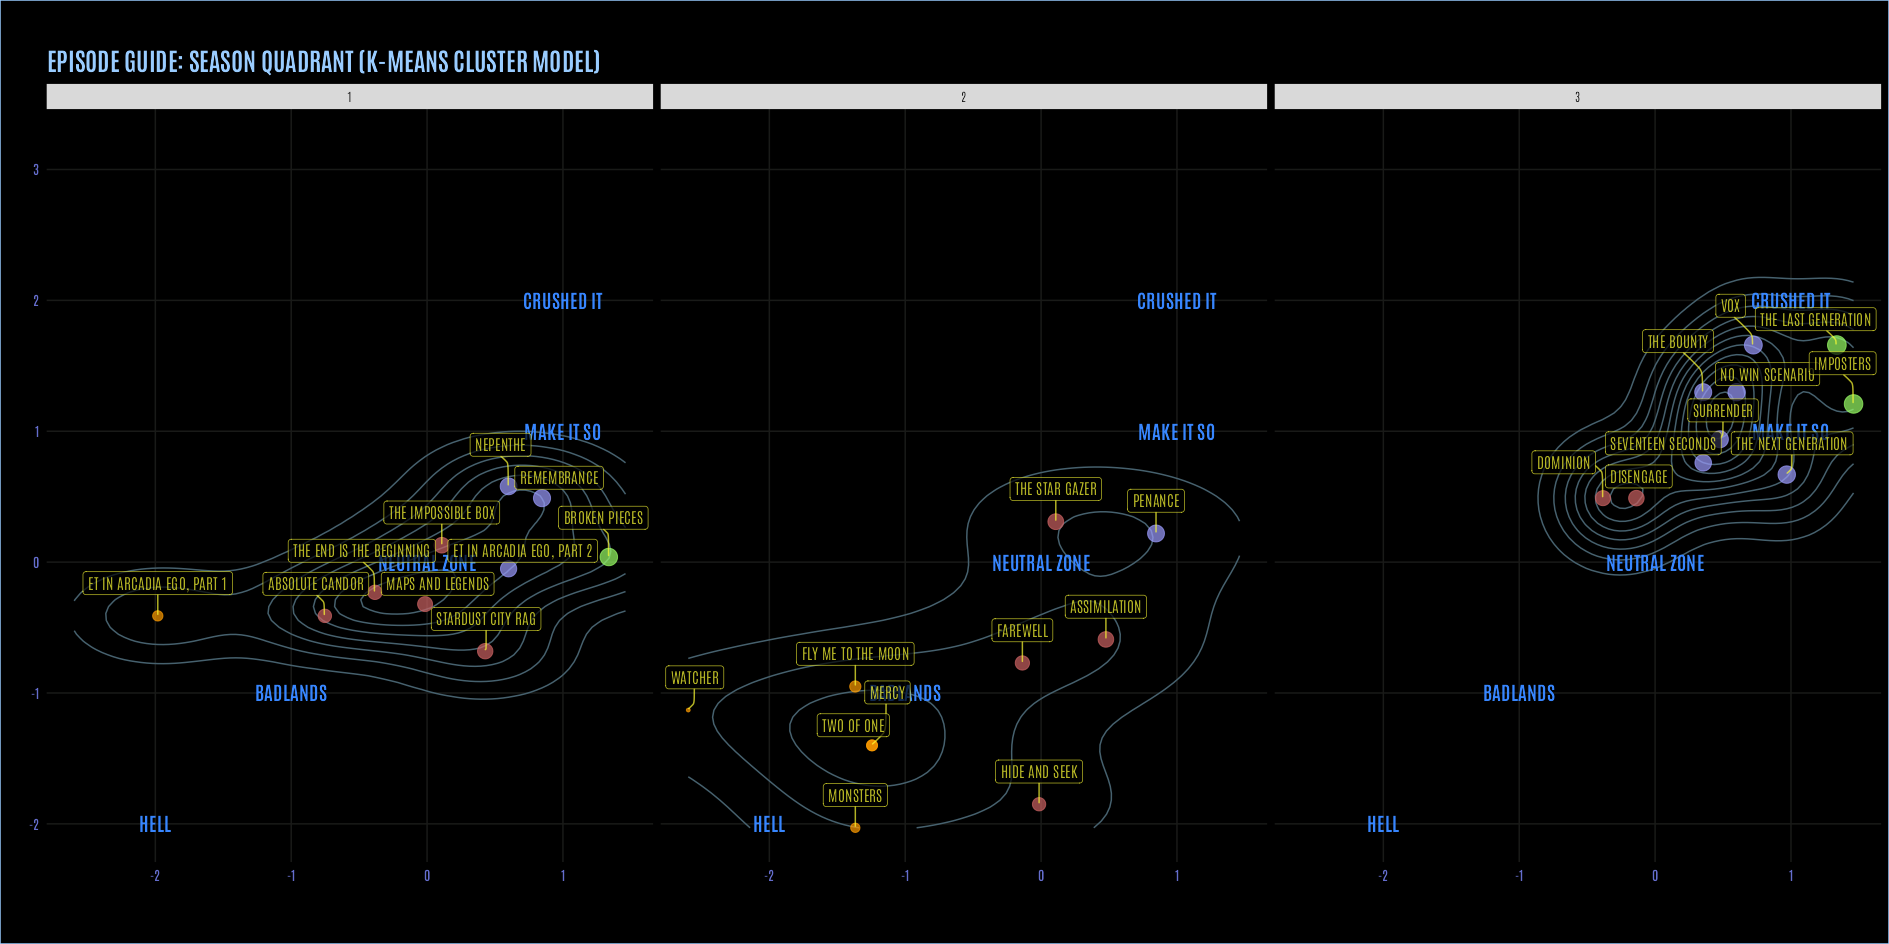 EPISODE GUIDE: SEASON QUADRANT (K-MEANS CLUSTER MODEL)
1
2
3
3
2
1
0
-1
-2
CRUSHED IT
MAKE IT SO
NEPENTHE
REMEMBRANCE
THE IMPOSSIBLE BOX
BROKEN PIECES
THE END IS THE BEGINNING
ET IN ARCADIA EGO, PART 2
NEUTRAL ZONE
ET IN ARCADIA EGO, PART 1
ABSOLUTE CANDOR
MAPS AND LEGENDS
STARDUST CITY RAG
BADLANDS
HELL
-2
-1
0
1
CRUSHED IT
MAKE IT SO
THE STAR GAZER
PENANCE
NEUTRAL ZONE
ASSIMILATION
FAREWELL
FLY ME TO THE MOON
WATCHER
MERCY
BADLANDS
TWO OF ONE
HIDE AND SEEK
MONSTERS
HELL
-2
-1
0
1
CRUSHED IT
VOX
THE LAST GENERATION
THE BOUNTY
IMPOSTERS
NO WIN SCENARIO
SURRENDER
MAKE IT SO
SEVENTEEN SECONDS
THE NEXT GENERATION
DOMINION
DISENGAGE
NEUTRAL ZONE
BADLANDS
HELL
-2
-1
0
1